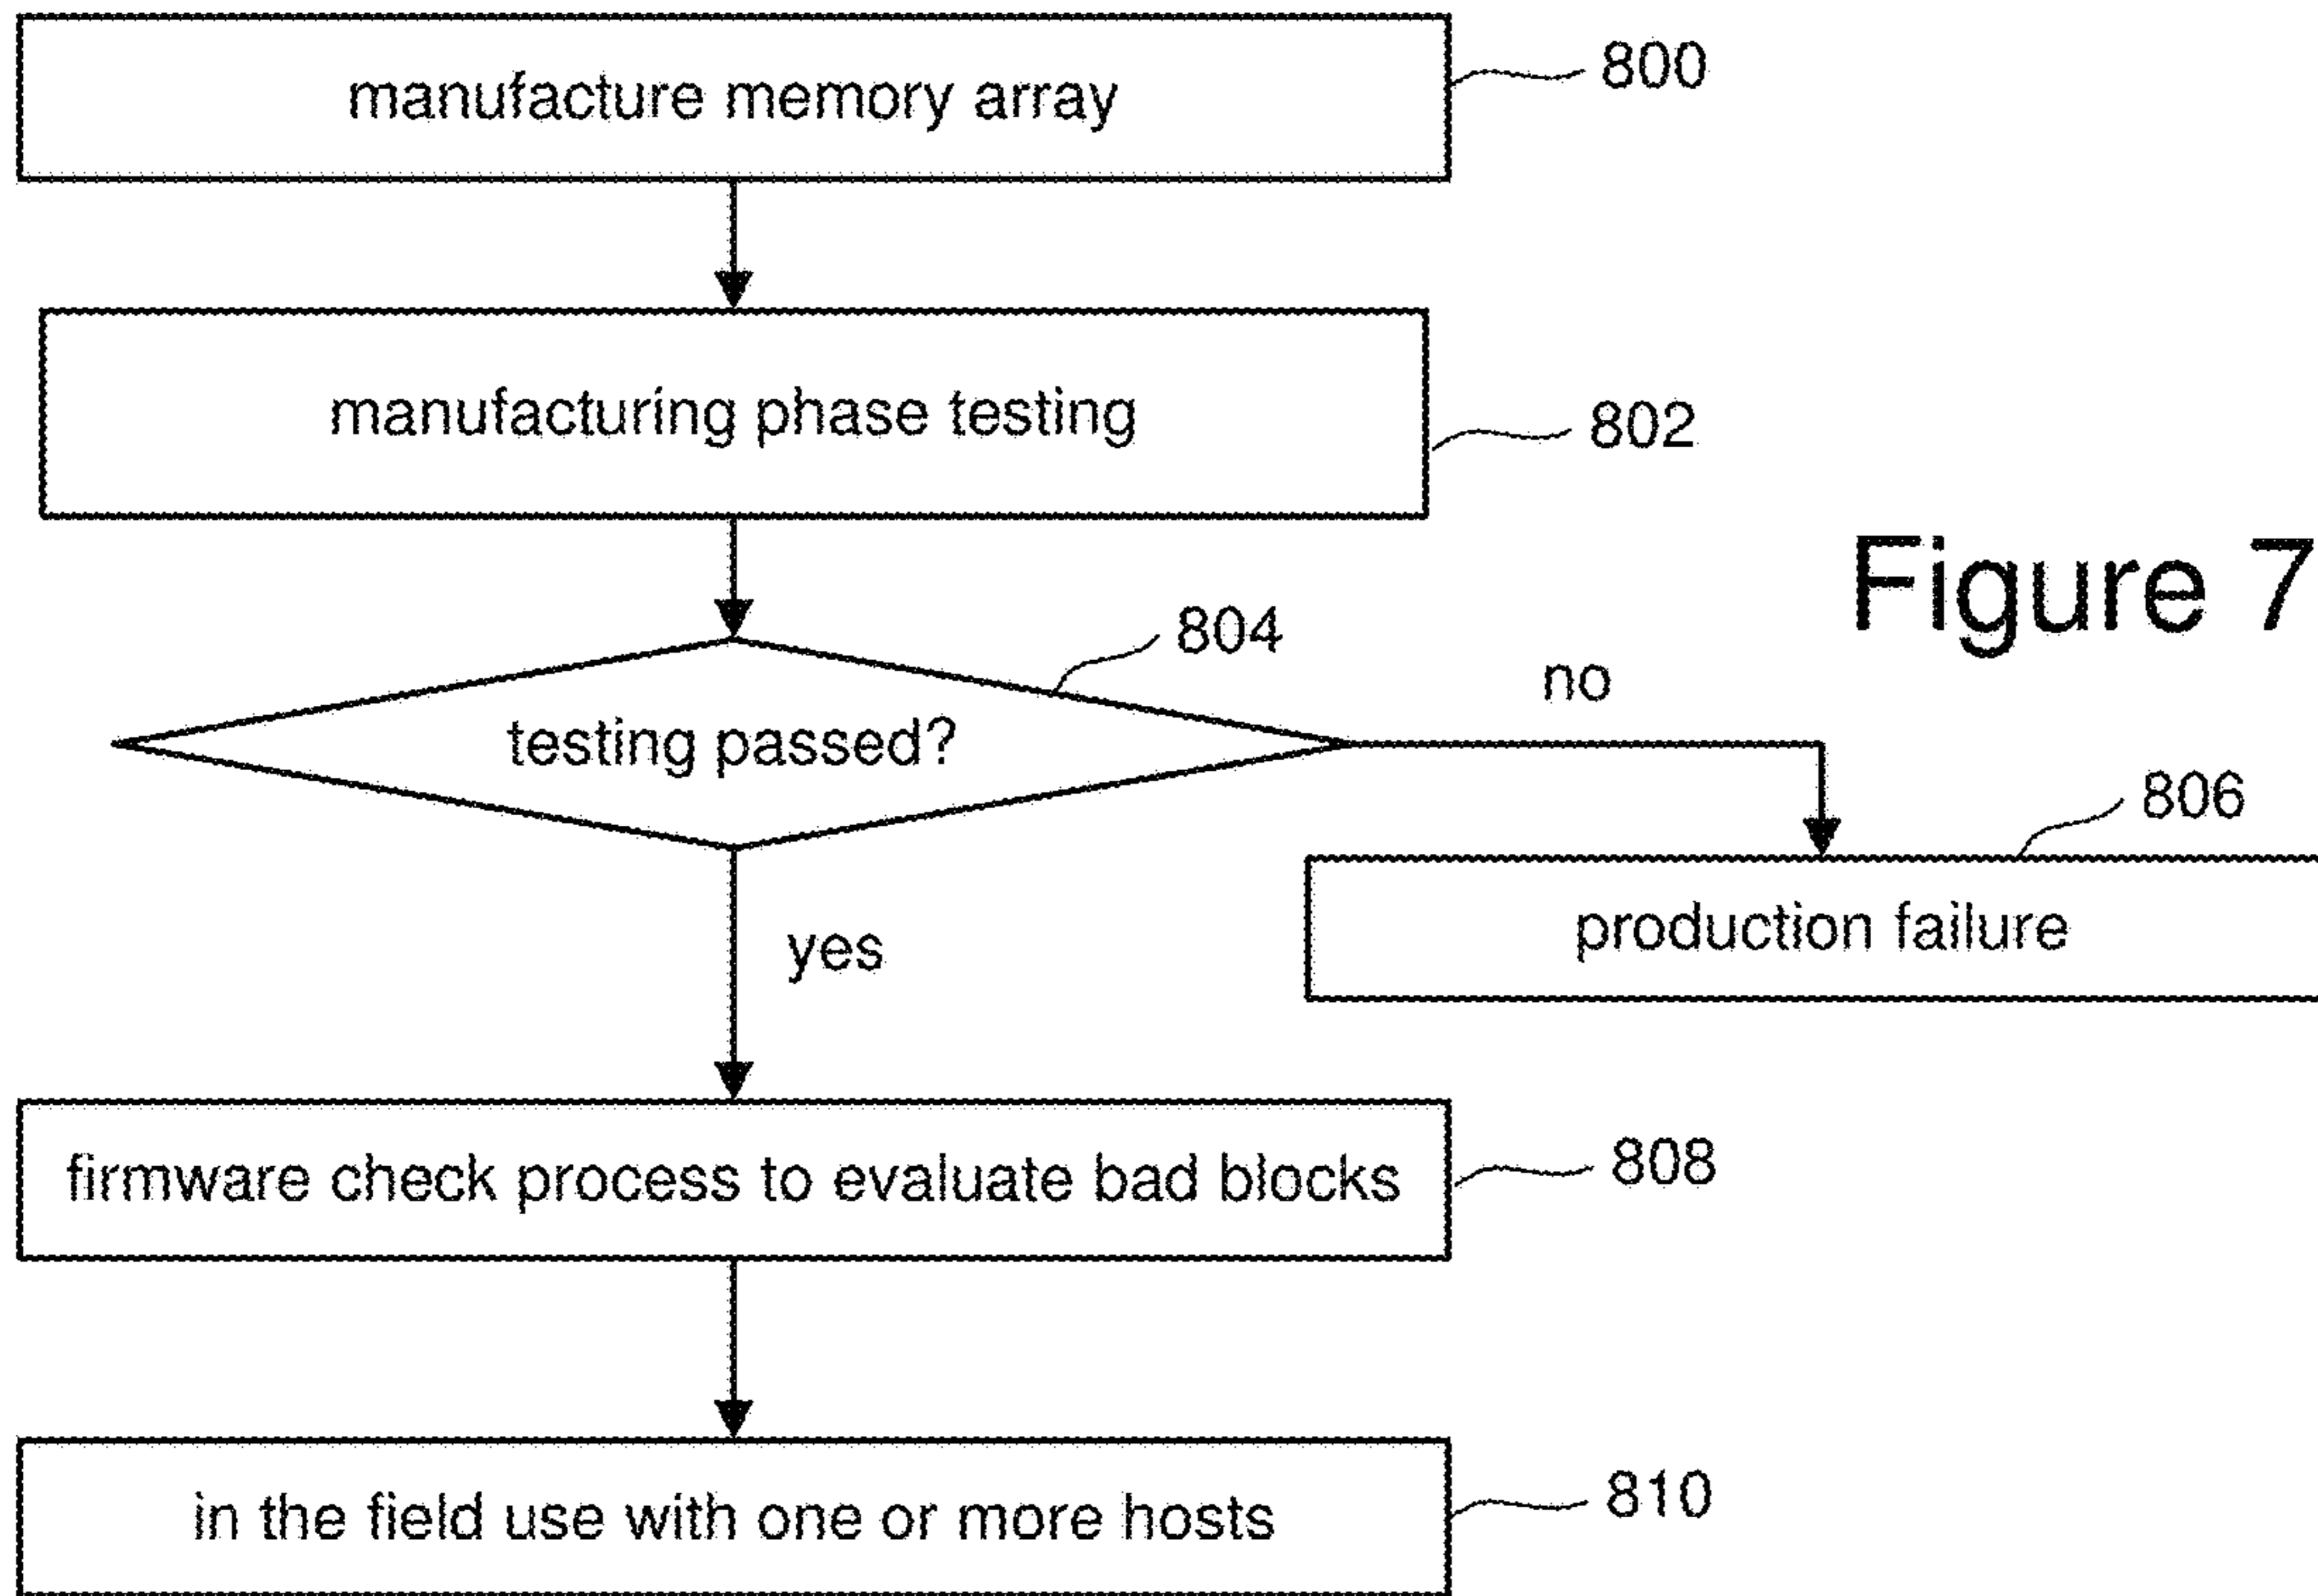 manufacture memory array
800
manufacturing phase testing
802
Figure 7
804
testing passed?
no
806
production failure
yes
firmware check process to evaluate bad blocks
808
in the field use with one or more hosts
810